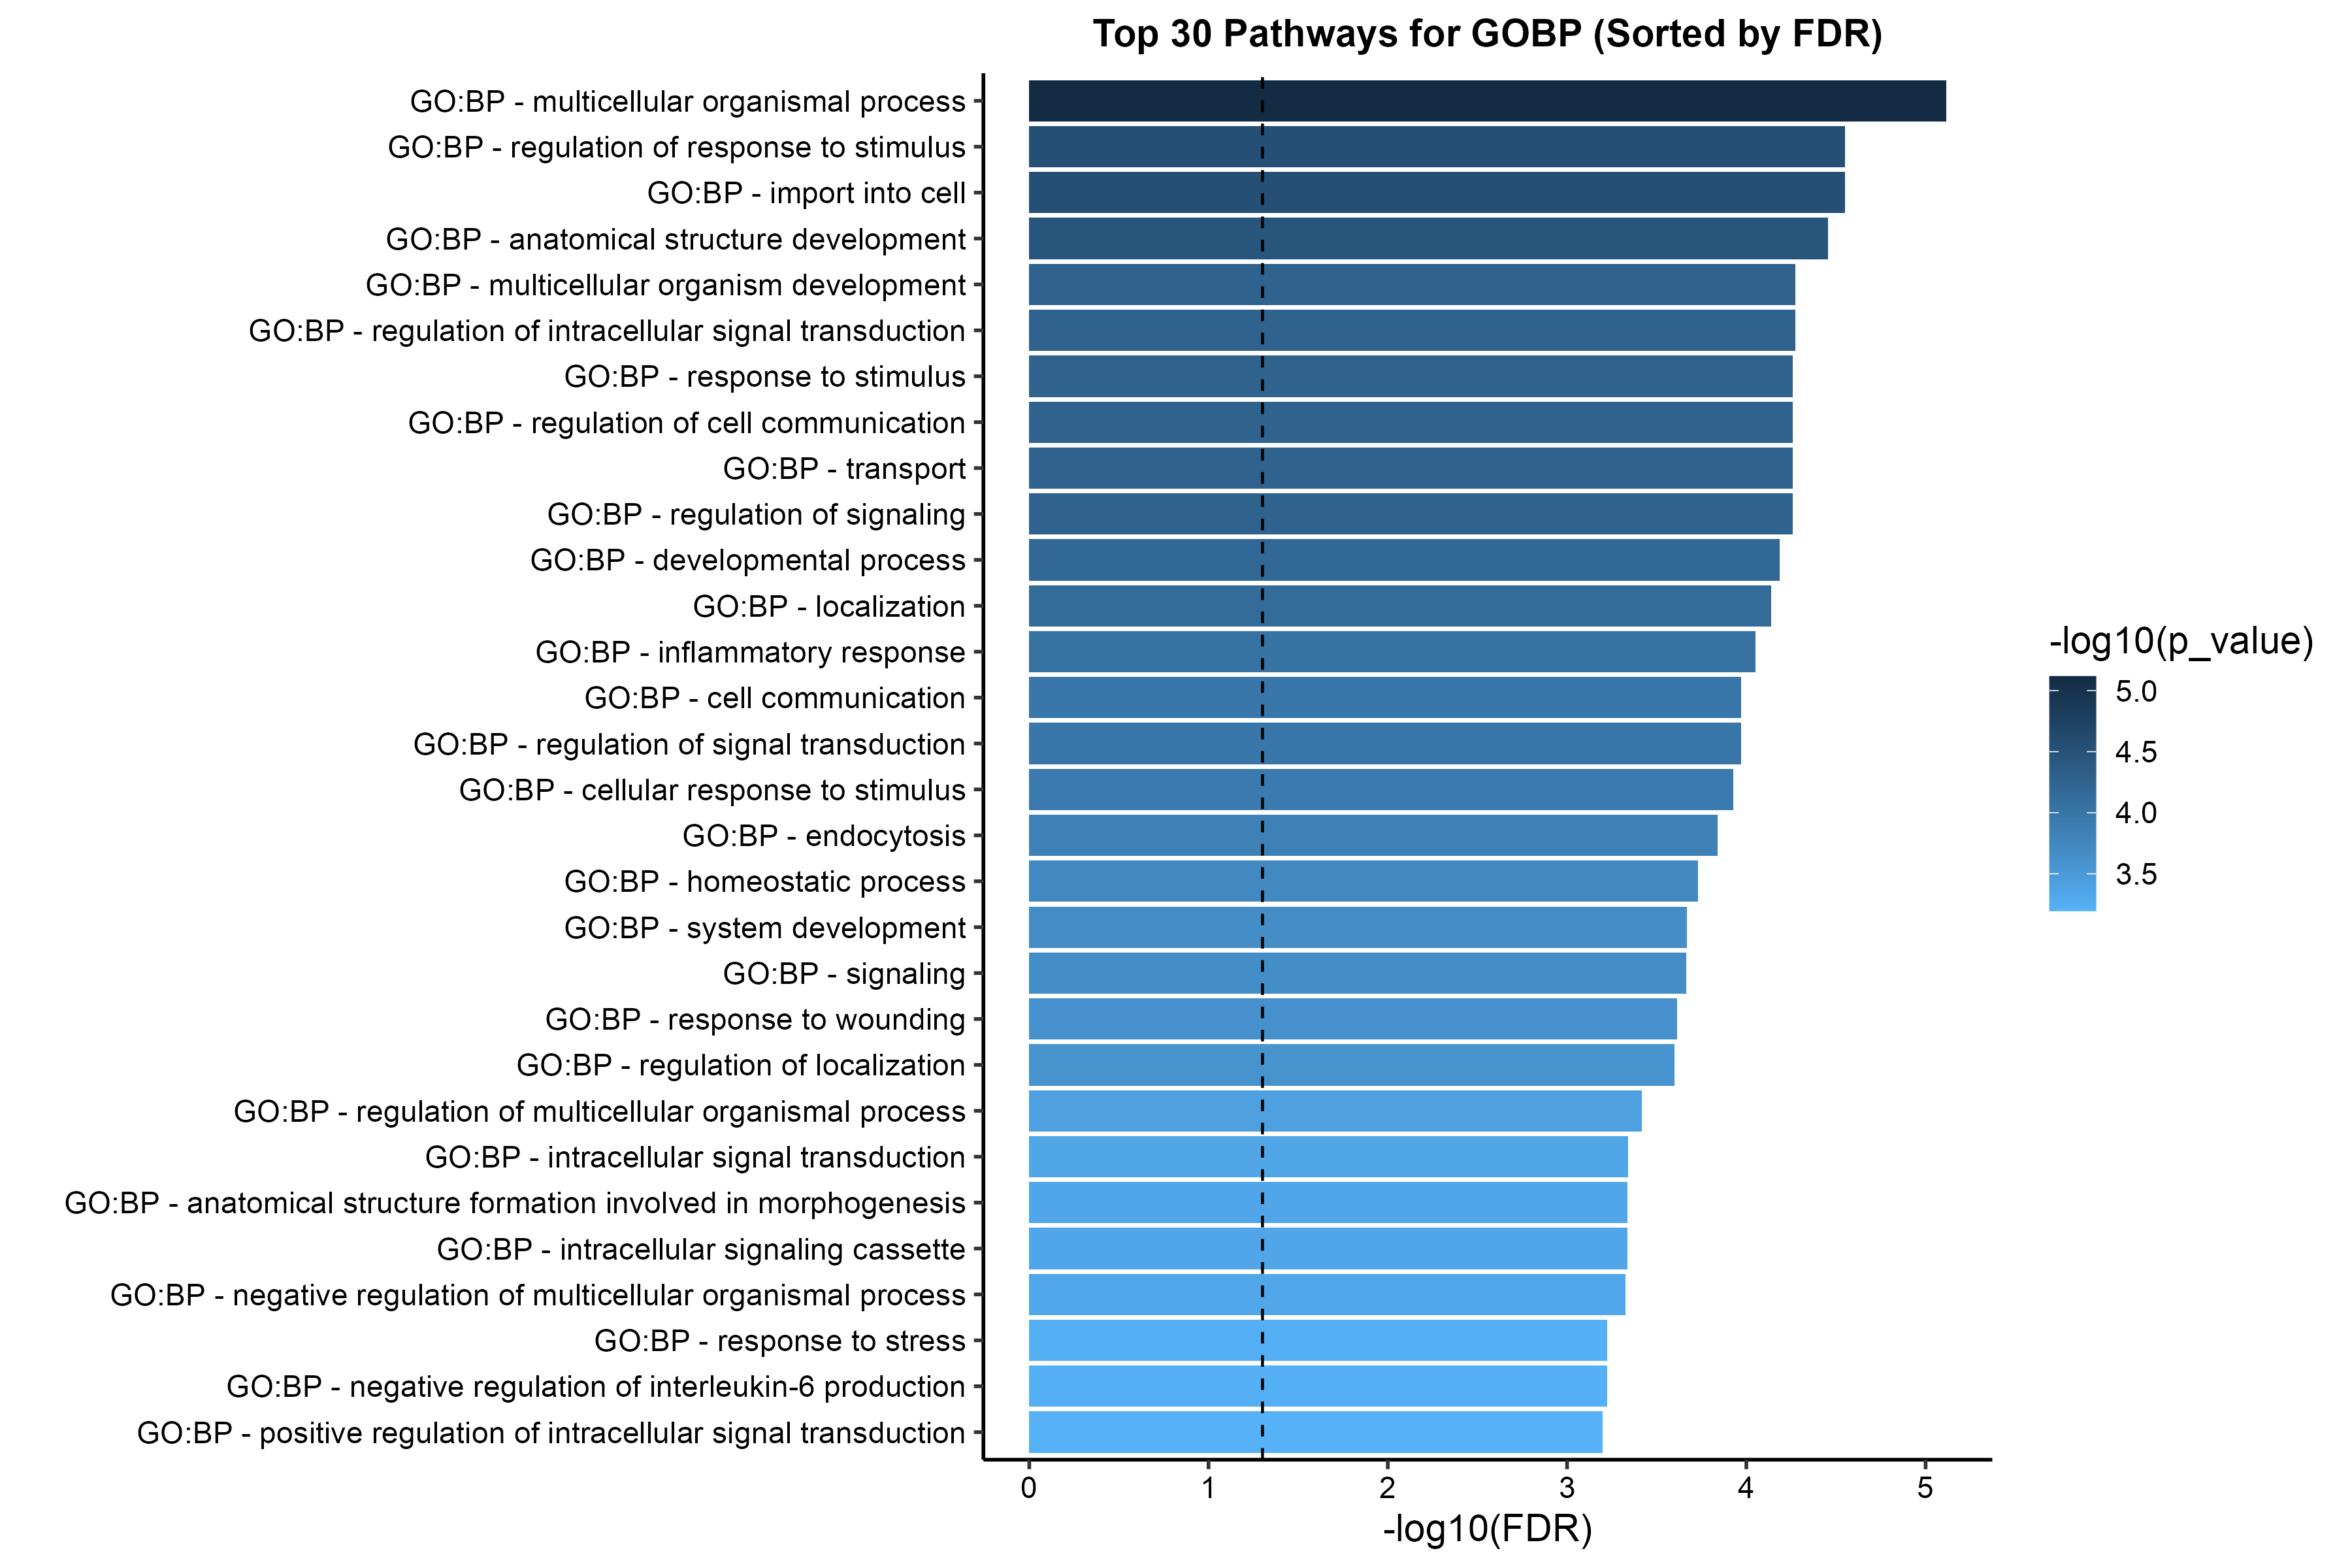 Top 30 Pathways for GOBP (Sorted by FDR)
GO:BP - multicellular organismal process
GO:BP - regulation of response to stimulus
GO:BP - import into cell
GO:BP - anatomical structure development
GO:BP - multicellular organism development
GO:BP - regulation of intracellular signal transduction
GO:BP - response to stimulus
GO:BP - regulation of cell communication
GO:BP - transport
GO:BP - regulation of signaling
GO:BP - developmental process
GO:BP - localization
GO:BP - inflammatory response
GO:BP - cell communication
GO:BP - regulation of signal transduction
GO:BP - cellular response to stimulus
GO:BP - endocytosis
GO:BP - homeostatic process
GO:BP - system development
GO:BP - signaling
GO:BP - response to wounding
GO:BP - regulation of localization
GO:BP - regulation of multicellular organismal process
GO:BP - intracellular signal transduction
GO:BP - anatomical structure formation involved in morphogenesis
GO:BP - intracellular signaling cassette
GO:BP - negative regulation of multicellular organismal process
GO:BP - response to stress
GO:BP - negative regulation of interleukin-6 production
GO:BP - positive regulation of intracellular signal transduction
0 1 2 3 4 5
-log10(FDR)
-log10(p_value)
5.0
4.5
4.0
3.5